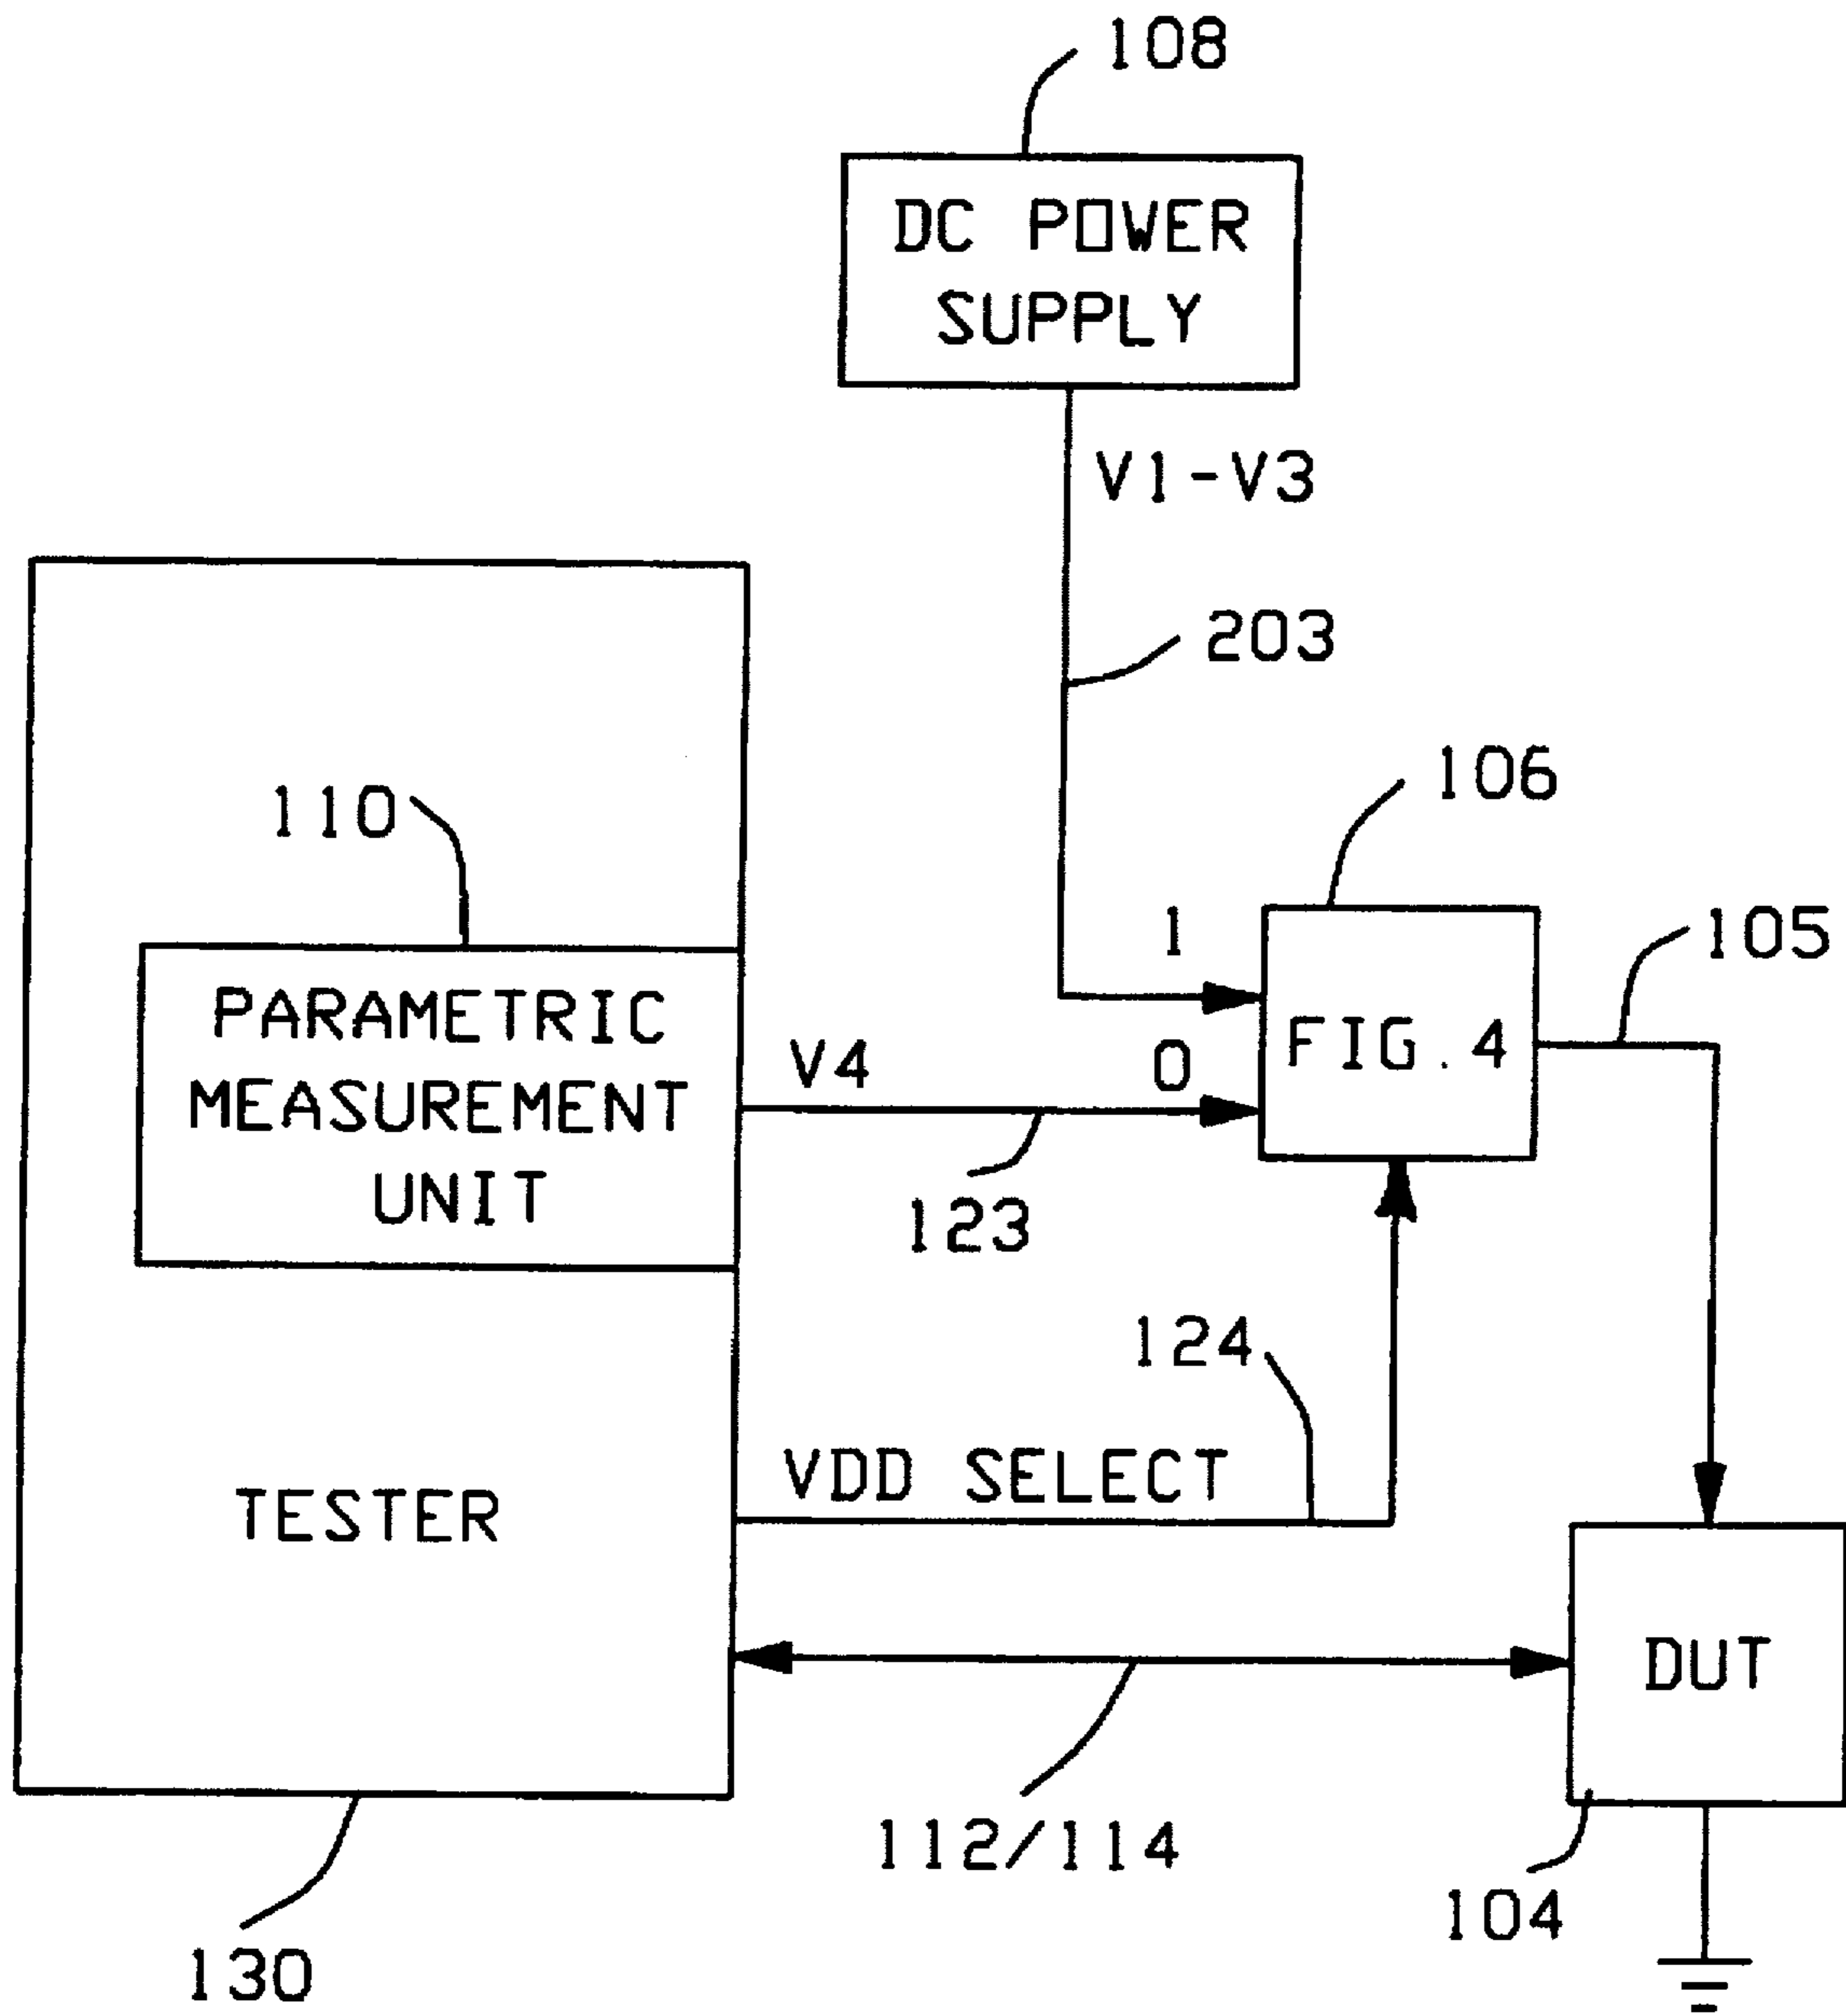 108
DC POWER
SUPPLY
V1-V3
203
106
110
1
105
PARAMETRIC
MEASUREMENT
UNIT
V4
0
FIG.4
123
124
VDD SELECT
TESTER
DUT
112/114
104
130